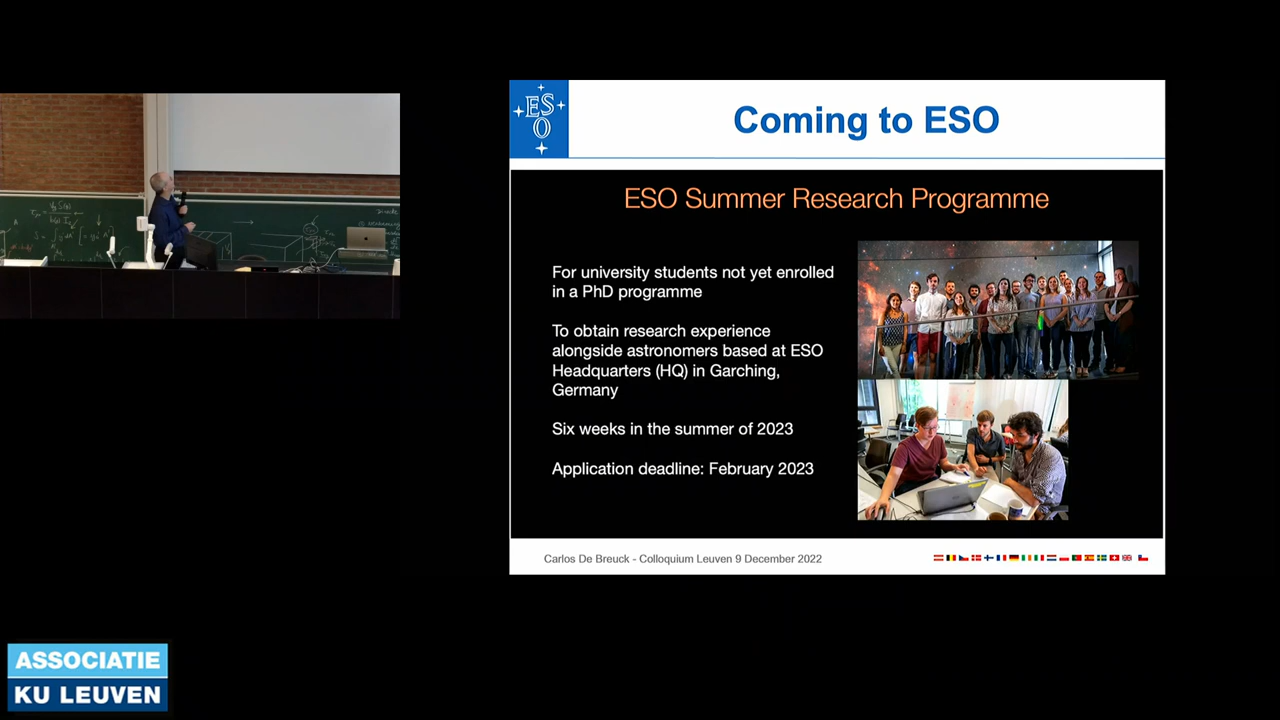 ESO
Coming to ESO
ESO Summer Research Programme
For university students not yet enrolled
in a PhD programme
To obtain research experience
alongside astronomers based at ESO
Headquarters (HQ) in Garching,
Germany
Six weeks in the summer of 2023
Application deadline: February 2023
Carlos De Breuck - Colloquium Leuven 9 December 2022
ASSOCIATIE
KU LEUVEN